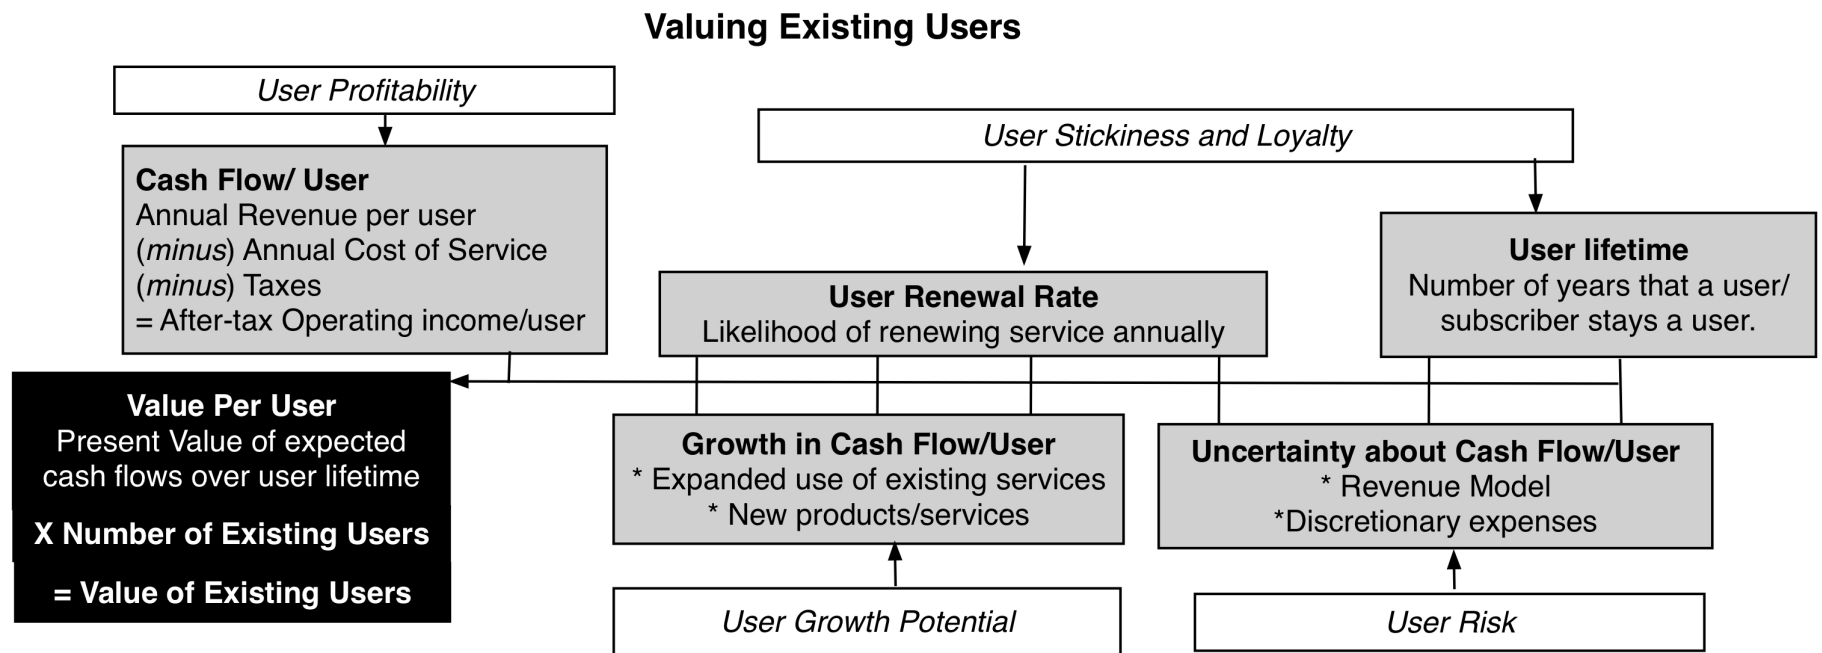 Valuing Existing Users
User Profitability
Cash Flow/ User
Annual Revenue per user
(minus) Annual Cost of Service
(minus) Taxes
= After-tax Operating income/user
User Stickiness and Loyalty
User Renewal Rate
Likelihood of renewing service annually
User lifetime
Number of years that a user/
subscriber stays a user.
Value Per User
Present Value of expected
cash flows over user lifetime
X Number of Existing Users
= Value of Existing Users
Growth in Cash Flow/User
* Expanded use of existing services
* New products/services
Uncertainty about Cash Flow/User
* Revenue Model
*Discretionary expenses
User Growth Potential
User Risk